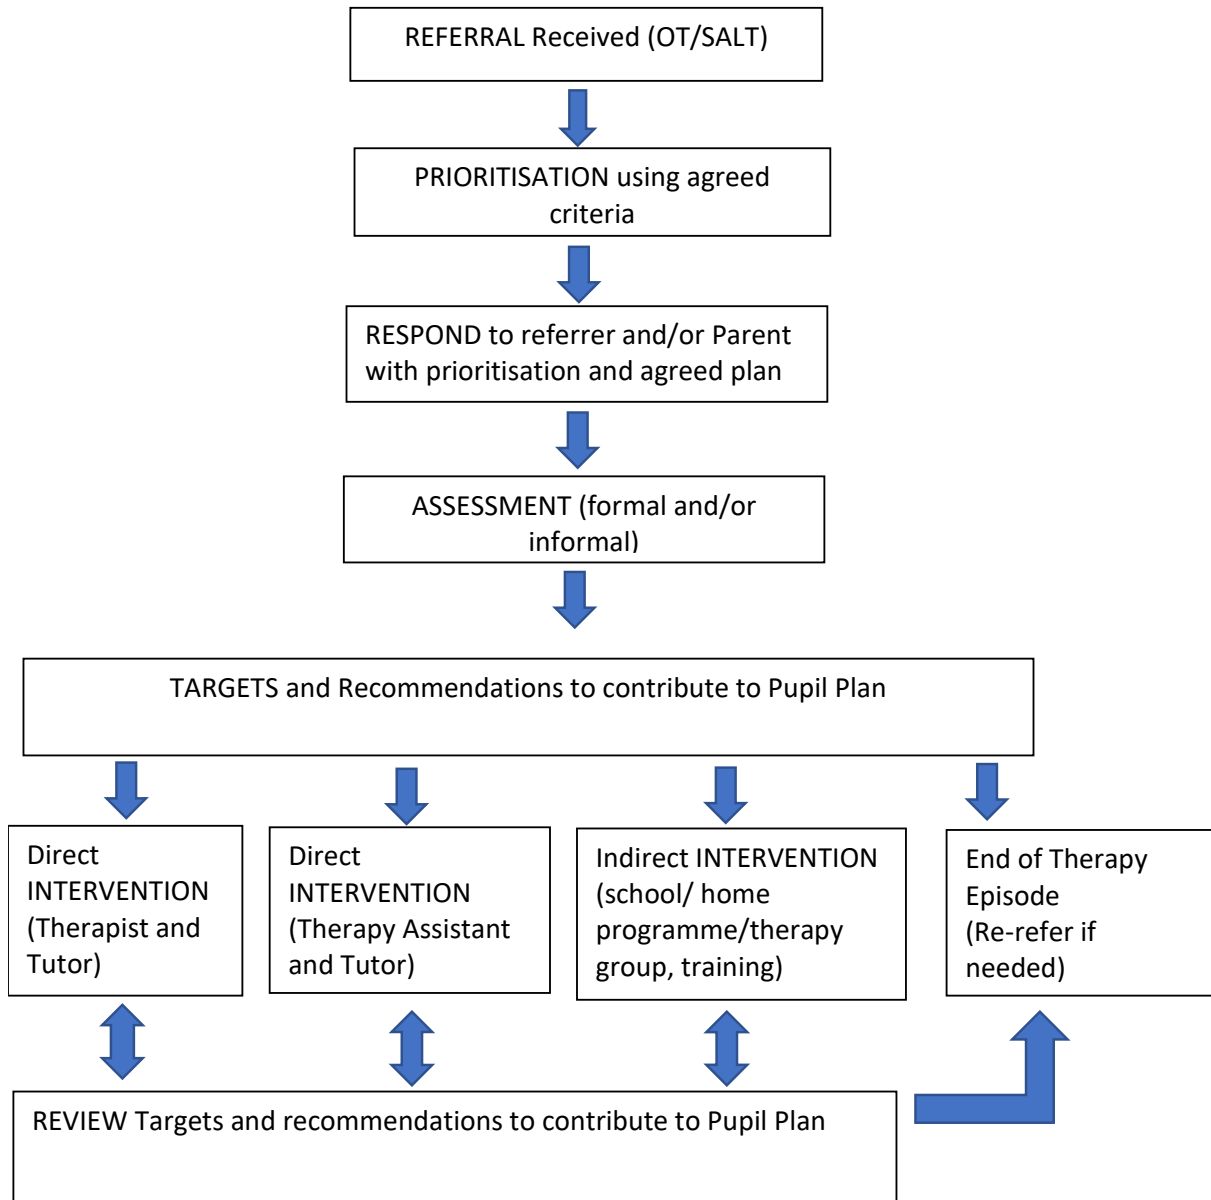 REFERRAL Received (OT/SALT)
PRIORITISATION using agreed
criteria
RESPOND to referrer and/or Parent
with prioritisation and agreed plan
ASSESSMENT (formal and/or
informal)
TARGETS and Recommendations to contribute to Pupil Plan
Direct
INTERVENTION
(Therapist and
Tutor)
Direct
INTERVENTION
(Therapy Assistant
and Tutor)
Indirect INTERVENTION
(school/ home
programme/therapy
group, training)
End of Therapy
Episode
(Re-refer if
needed)
REVIEW Targets and recommendations to contribute to Pupil Plan